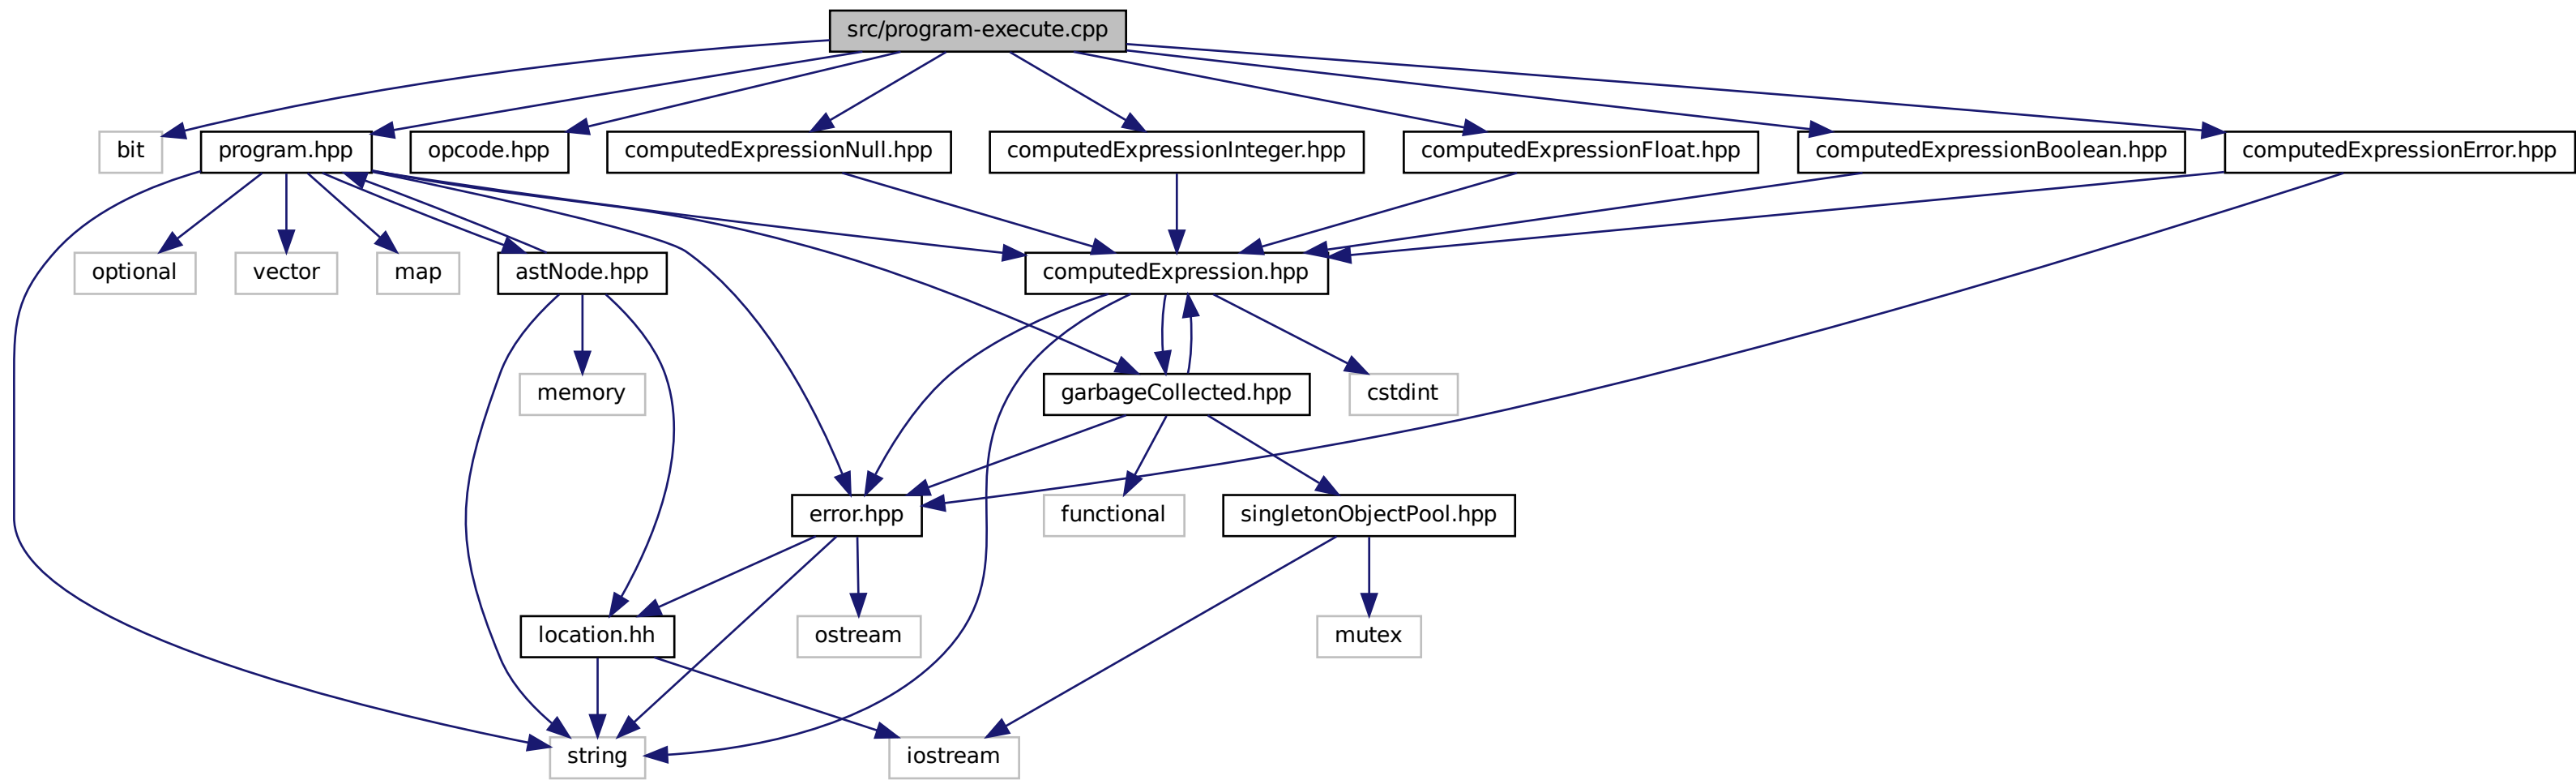 src/program-execute.cpp
bit
program.hpp
opcode.hpp
computedExpressionNull.hpp
computedExpressionInteger.hpp
computedExpressionFloat.hpp
computedExpressionBoolean.hpp
computedExpressionError.hpp
optional
vector
map
astNode.hpp
computedExpression.hpp
memory
garbageCollected.hpp
cstdint
error.hpp
functional
singletonObjectPool.hpp
location.hh
ostream
mutex
string
iostream